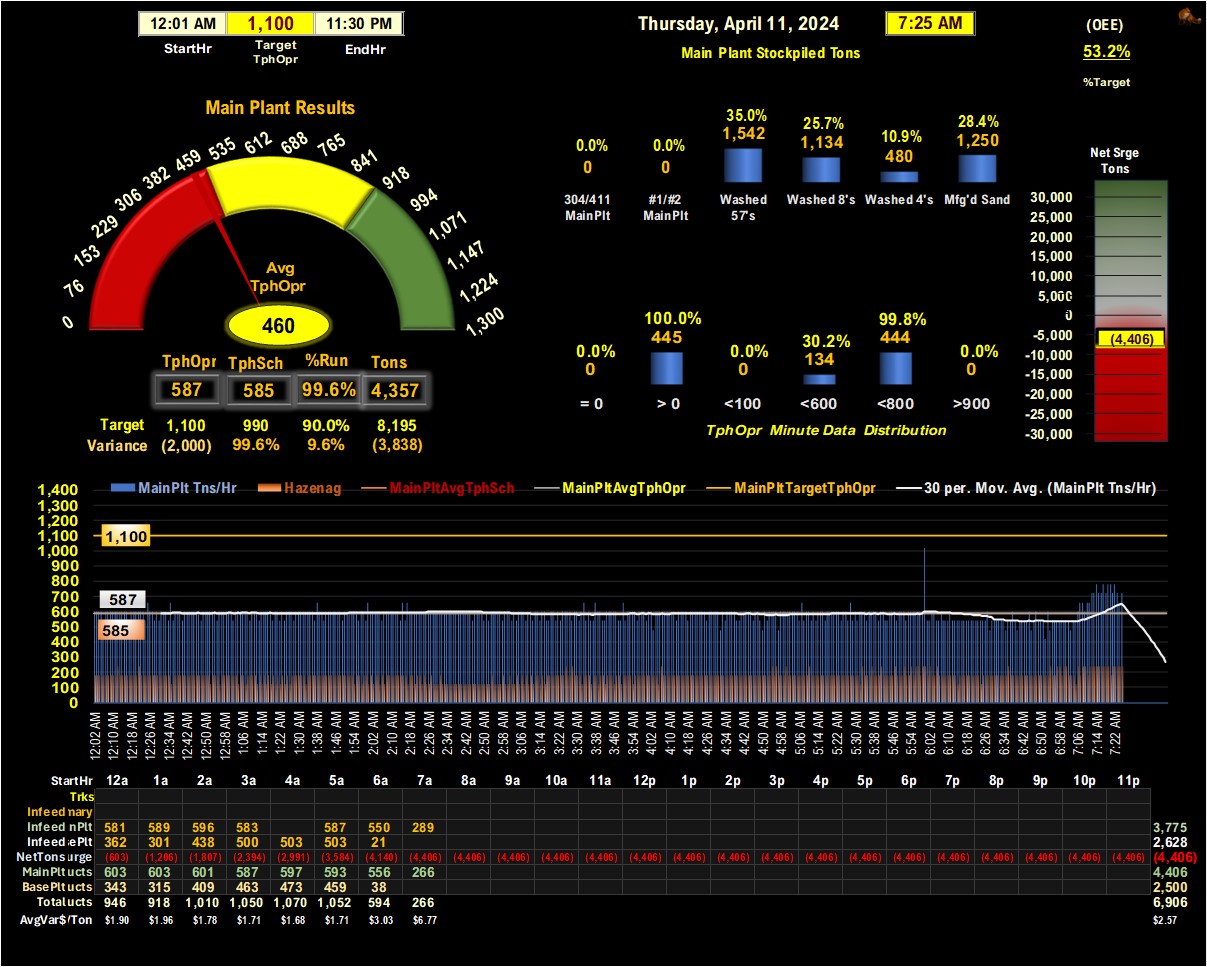 12:01 AM 1,100 11:30 PM
StartHr Target TphOpr EndHr
Thursday, April 11, 2024 7:25 AM
Main Plant Stockpiled Tons
(OEE)
53.2%
%Target
Main Plant Results
0 76 153 229 306 382 459 535 612 688 765 841 918 994 1,071 1,147 1,224 1,300
Avg
TphOpr
460
TphOpr TphSch %Run Tons
587 585 99.6% 4,357
Target 1,100 990 90.0% 8,195
Variance (2,000) 99.6% 9.6% (3,838)
0.0% 0.0% 35.0% 25.7% 10.9% 28.4%
0 0 1,542 1,134 480 1,250
304/411 MainPlt #1/#2 MainPlt Washed 57's Washed 8's Washed 4's Mfg'd Sand
0.0% 100.0% 0.0% 30.2% 99.8% 0.0%
0 445 0 134 444 0
= 0 > 0 <100 <600 <800 >900
TphOpr Minute Data Distribution
Net Srge
Tons
30,000
25,000
20,000
15,000
10,000
5,000
0
-5,000
-10,000
-15,000
-20,000
-25,000
-30,000
(4,406)
MainPlt Tns/Hr Hazenag MainPltAvgTphSch MainPltAvgTphOpr MainPltTargetTphOpr 30 per. Mov. Avg. (MainPlt Tns/Hr)
1,400
1,300
1,200
1,100
1,000
900
800
700
600
500
400
300
200
100
0
1,100
587
585
12:02 AM 12:10 AM 12:18 AM 12:26 AM 12:34 AM 12:42 AM 12:50 AM 12:58 AM 1:06 AM 1:14 AM 1:22 AM 1:30 AM 1:38 AM 1:46 AM 1:54 AM 2:02 AM 2:10 AM 2:18 AM 2:26 AM 2:34 AM 2:42 AM 2:50 AM 2:58 AM 3:06 AM 3:14 AM 3:22 AM 3:30 AM 3:38 AM 3:46 AM 3:54 AM 4:02 AM 4:10 AM 4:18 AM 4:26 AM 4:34 AM 4:42 AM 4:50 AM 4:58 AM 5:06 AM 5:14 AM 5:22 AM 5:30 AM 5:38 AM 5:46 AM 5:54 AM 6:02 AM 6:10 AM 6:18 AM 6:26 AM 6:34 AM 6:42 AM 6:50 AM 6:58 AM 7:06 AM 7:14 AM 7:22 AM
StartHr 12a 1a 2a 3a 4a 5a 6a 7a 8a 9a 10a 11a 12p 1p 2p 3p 4p 5p 6p 7p 8p 9p 10p 11p
Trks
Infeed mary
Infeed nPlt 581 589 596 583 587 550 289 3,775
Infeed ePlt 362 301 438 500 503 503 21 2,628
NetTons urge (603) (1,206) (1,807) (2,394) (2,991) (3,584) (4,140) (4,406) (4,406) (4,406) (4,406) (4,406) (4,406) (4,406) (4,406) (4,406) (4,406) (4,406) (4,406) (4,406) (4,406) (4,406) (4,406) (4,406) (4,406)
MainPlt ucts 603 603 601 587 597 593 556 266 4,406
BasePlt ucts 343 315 409 463 473 459 38 2,500
Total ucts 946 918 1,010 1,050 1,070 1,052 594 266 6,906
AvgVar$/Ton $1.90 $1.96 $1.78 $1.71 $1.68 $1.71 $3.03 $6.77 $2.57